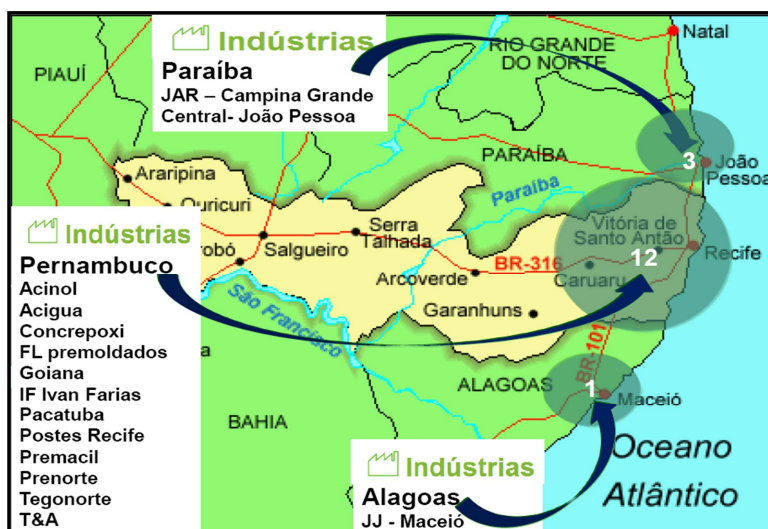 Indústrias
Paraíba
JAR – Campina Grande
Central- João Pessoa
PIAUÍ
RIO GRANDE
DO NORTE
Natal
PARAÍBA
3
João
Pessoa
Araripina
Ouricuri
Paraíba
Indústrias
Pernambuco
Acinol
Acigua
Concrepoxi
FL premoldados
Goiana
IF Ivan Farias
Pacatuba
Postes Recife
Premacil
Prenorte
Tegonorte
T&A
robó
Salgueiro
Serra
Talhada
São Francisco
Arcoverde
BR-316
Vitória de
Santo Antão
12
Caruaru
Recife
Garanhuns
BR-101
ALAGOAS
1
Maceió
BAHIA
Indústrias
Alagoas
JJ - Maceió
Oceano
Atlântico